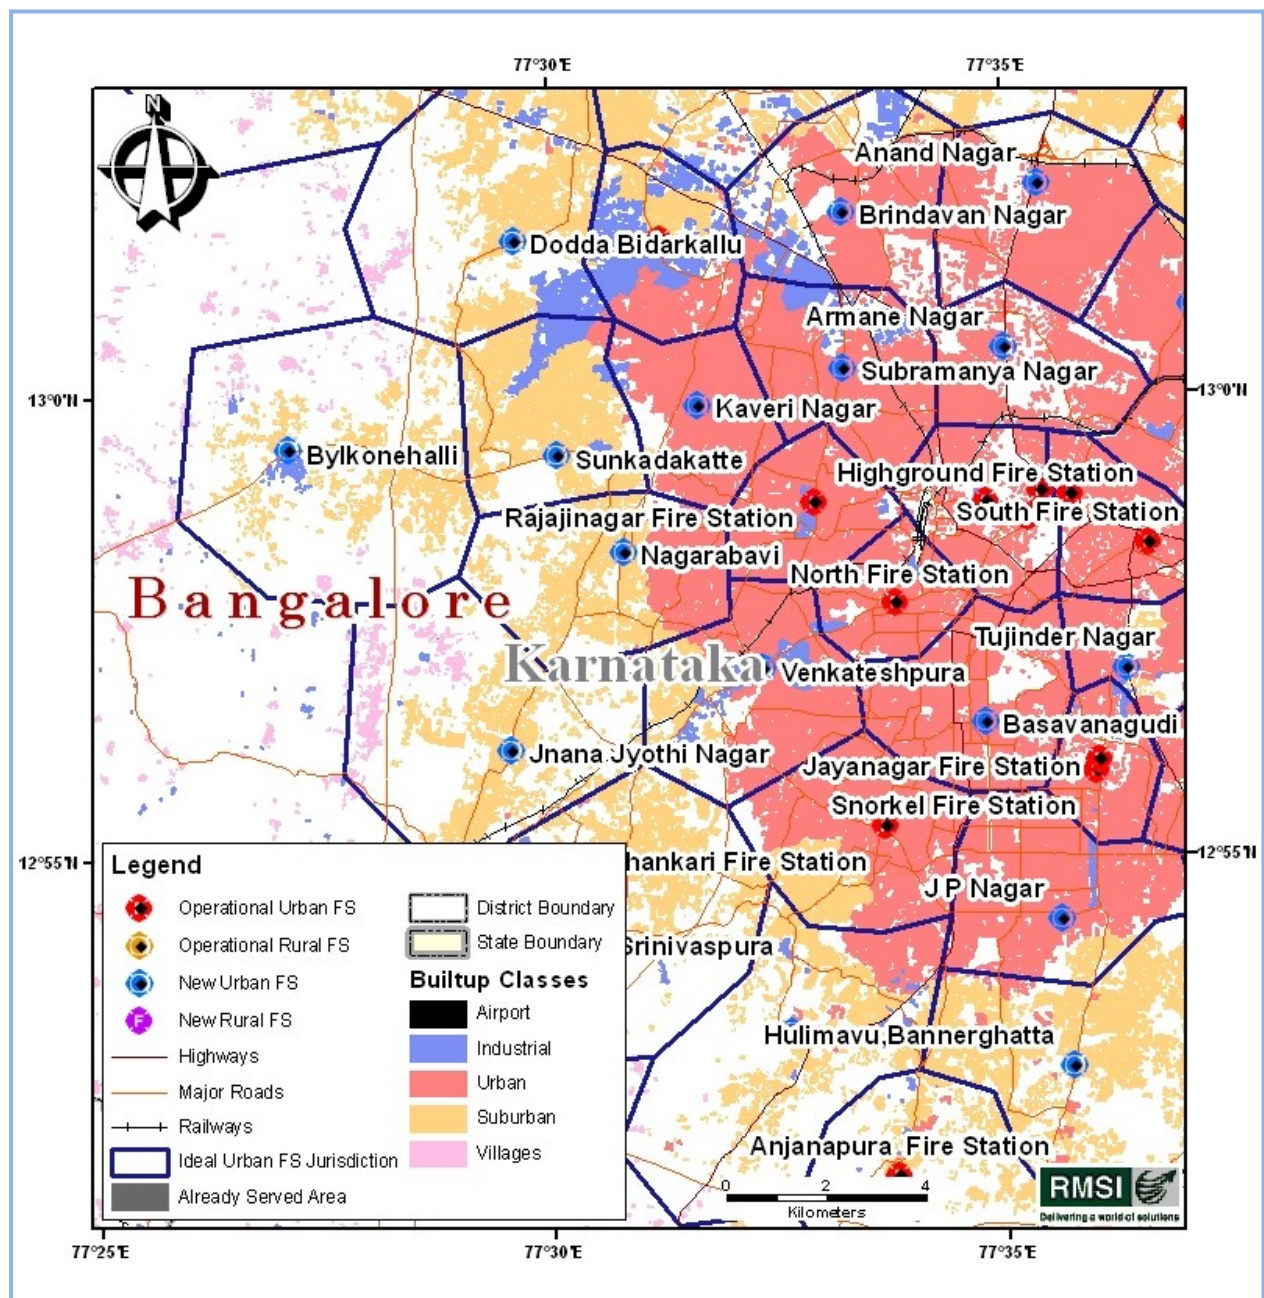 77°30'E 77°35'E
N
Anand Nagar
Brindavan Nagar
Dodda Bidarkallu
Armane Nagar
Subramanya Nagar
13°0'N 13°0'N
Kaveri Nagar
Bylkonehalli
Sunkadakatte
Highground Fire Station
South Fire Station
Rajajinagar Fire Station
Nagarabavi
North Fire Station
Bangalore
Tujinder Nagar
Karnataka
Venkateshpura
Basavanagudi
Jnana Jyothi Nagar
Jayanagar Fire Station
Snorkel Fire Station
12°55'N 12°55'N
hankari Fire Station
J P Nagar
Srinivaspura
Hulimavu,Bannerghatta
Anjanapura Fire Station
Legend
Operational Urban FS
Operational Rural FS
New Urban FS
F New Rural FS
Highways
Major Roads
Railways
Ideal Urban FS Jurisdiction
Already Served Area
District Boundary
State Boundary
Builtup Classes
Airport
Industrial
Urban
Suburban
Villages
0 2 4
Kilometers
RMSI
Delivering a world of solutions
77°25'E 77°30'E 77°35'E